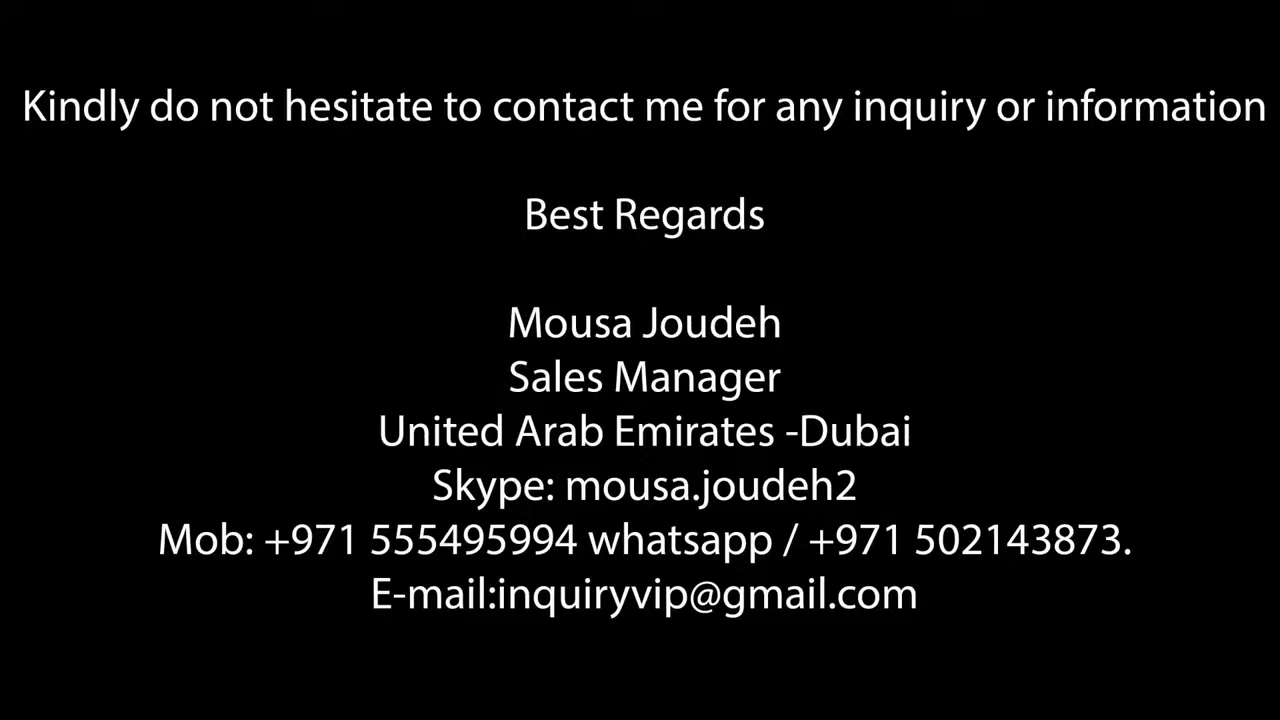 Kindly do not hesitate to contact me for any inquiry or information
Best Regards
Mousa Joudeh
Sales Manager
United Arab Emirates -Dubai
Skype: mousa.joudeh2
Mob: +971 555495994 whatsapp / +971 502143873.
E-mail:inquiryvip@gmail.com